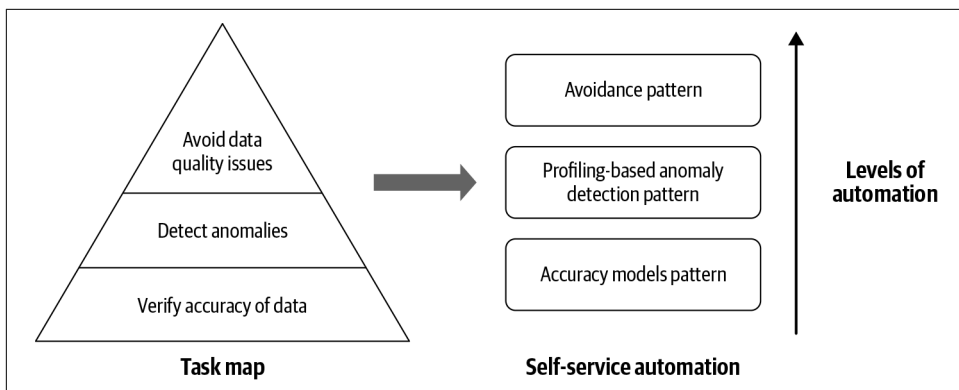 Avoid data
quality issues
Detect anomalies
Verify accuracy of data
Task map
Avoidance pattern
Profiling-based anomaly
detection pattern
Accuracy models pattern
Self-service automation
Levels of
automation